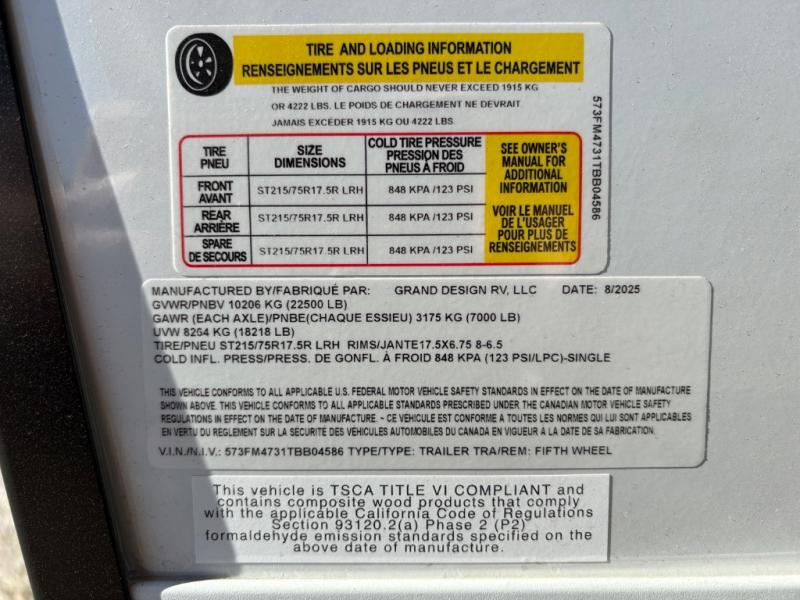 TIRE AND LOADING INFORMATION
RENSEIGNEMENTS SUR LES PNEUS ET LE CHARGEMENT
THE WEIGHT OF CARGO SHOULD NEVER EXCEED 1915 KG
OR 4222 LBS. LE POIDS DE CHARGEMENT NE DEVRAIT
JAMAIS EXCÉDER 1915 KG OU 4222 LBS.
TIRE
PNEU
SIZE
DIMENSIONS
COLD TIRE PRESSURE
PRESSION DES
PNEUS À FROID
FRONT
AVANT
ST215/75R17.5R LRH
848 KPA /123 PSI
REAR
ARRIÈRE
ST215/75R17.5R LRH
848 KPA /123 PSI
SPARE
DE SECOURS
ST215/75R17.5R LRH
848 KPA /123 PSI
SEE OWNER'S
MANUAL FOR
ADDITIONAL
INFORMATION
VOIR LE MANUEL
DE L'USAGER
POUR PLUS DE
RENSEIGNEMENTS
573FM4731TBB04586
MANUFACTURED BY/FABRIQUÉ PAR: GRAND DESIGN RV, LLC DATE: 8/2025
GVWR/PNBV 10206 KG (22500 LB)
GAWR (EACH AXLE)/PNBE(CHAQUE ESSIEU) 3175 KG (7000 LB)
UVW 8264 KG (18218 LB)
TIRE/PNEU ST215/75R17.5R LRH RIMS/JANTE17.5X6.75 8-6.5
COLD INFL. PRESS/PRESS. DE GONFL. À FROID 848 KPA (123 PSI/LPC)-SINGLE
THIS VEHICLE CONFORMS TO ALL APPLICABLE U.S. FEDERAL MOTOR VEHICLE SAFETY STANDARDS IN EFFECT ON THE DATE OF MANUFACTURE
SHOWN ABOVE. THIS VEHICLE CONFORMS TO ALL APPLICABLE STANDARDS PRESCRIBED UNDER THE CANADIAN MOTOR VEHICLE SAFETY
REGULATIONS IN EFFECT ON THE DATE OF MANUFACTURE. ~ CE VÉHICULE EST CONFORME A TOUTES LES NORMES QUI LUI SONT APPLICABLES
EN VERTU DU REGLEMENT SUR LA SÉCURITÉ DES VÉHICULES AUTOMOBILES DU CANADA EN VIGUEUR A LA DATE DE SA FABRICATION.
V.I.N./N.I.V.: 573FM4731TBB04586 TYPE/TYPE: TRAILER TRA/REM: FIFTH WHEEL
This vehicle is TSCA TITLE VI COMPLIANT and
contains composite wood products that comply
with the applicable California Code of Regulations
Section 93120.2(a) Phase 2 (P2)
formaldehyde emission standards specified on the
above date of manufacture.